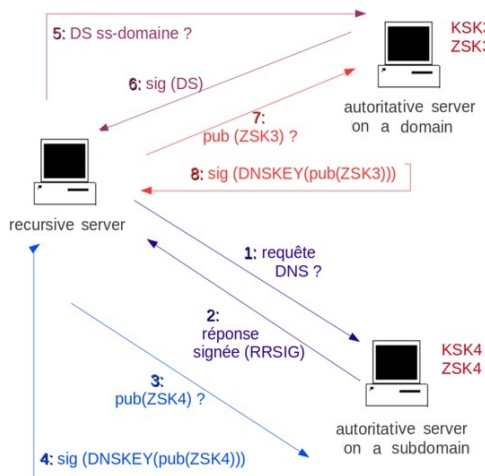 5: DS ss-domaine ?
KSK3
ZSK3
6: sig (DS)
7:
pub (ZSK3) ?
autoritative server
on a domain
8: sig (DNSKEY(pub(ZSK3)))
recursive server
1: requête
DNS ?
2:
réponse
signée (RRSIG)
KSK4
ZSK4
3:
pub(ZSK4) ?
autoritative server
on a subdomain
4: sig (DNSKEY(pub(ZSK4)))